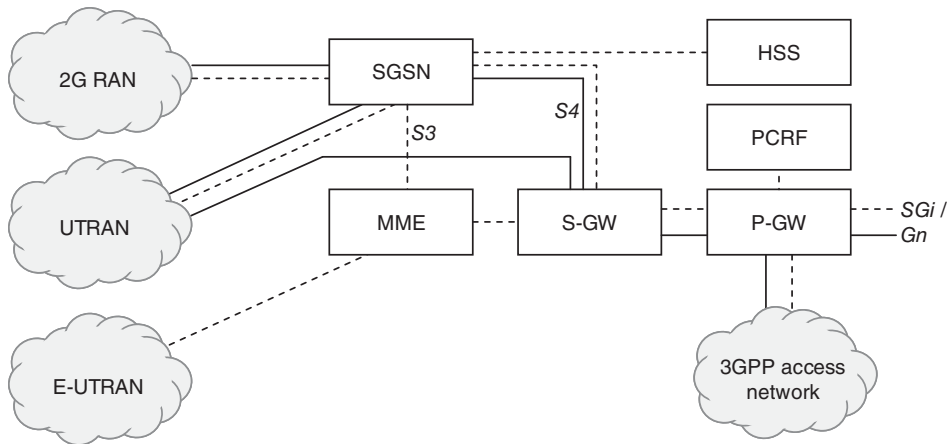 2G RAN
SGSN
HSS
S3
S4
PCRF
UTRAN
MME
S-GW
P-GW
SGi /
Gn
E-UTRAN
3GPP access
network